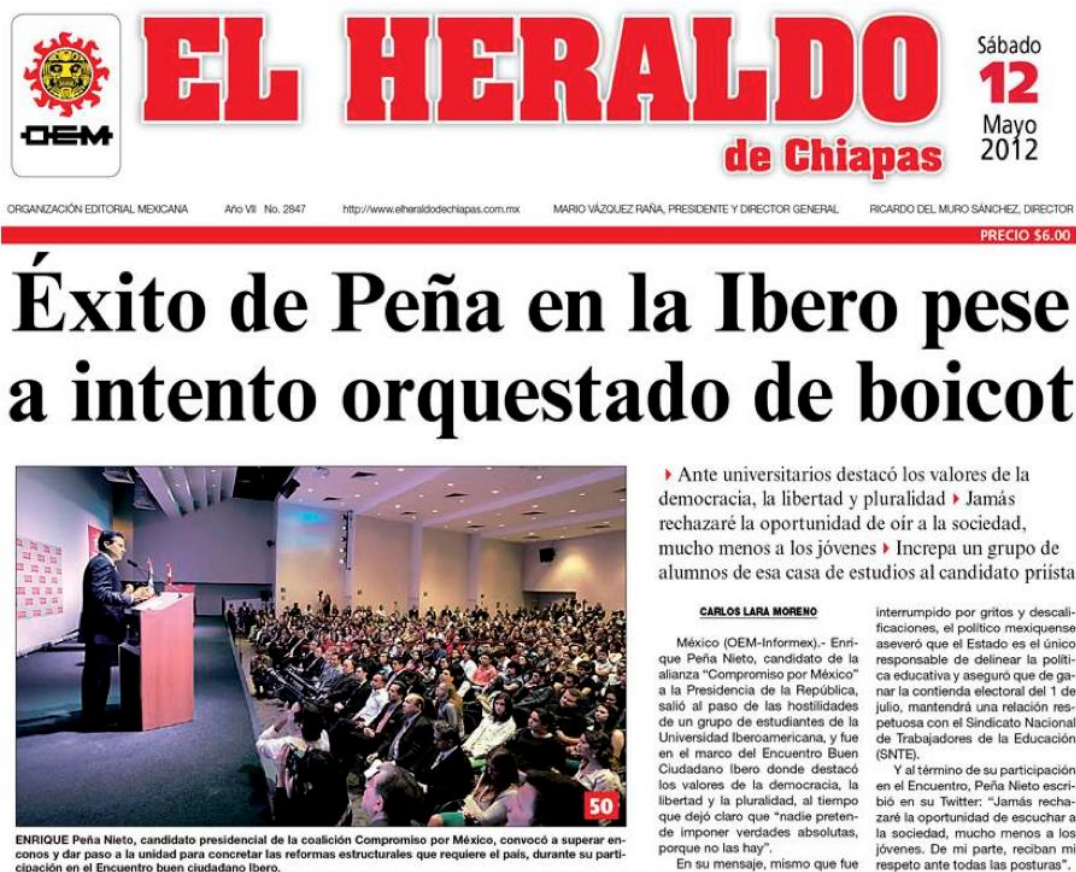 OEM
EL HERALDO
de Chiapas
Sábado
12
Mayo
2012
ORGANIZACIÓN EDITORIAL MEXICANA Año VII No. 2847 http://www.elheraldodechiapas.com.mx MARIO VÁZQUEZ RAÑA, PRESIDENTE Y DIRECTOR GENERAL RICARDO DEL MURO SÁNCHEZ, DIRECTOR
PRECIO $6.00
Éxito de Peña en la Ibero pese
a intento orquestado de boicot
50
ENRIQUE Peña Nieto, candidato presidencial de la coalición Compromiso por México, convocó a superar en-
conos y dar paso a la unidad para concretar las reformas estructurales que requiere el país, durante su parti-
cipación en el Encuentro buen ciudadano Ibero.
Ante universitarios destacó los valores de la
democracia, la libertad y pluralidad Jamás
rechazaré la oportunidad de oír a la sociedad,
mucho menos a los jóvenes Increpa un grupo de
alumnos de esa casa de estudios al candidato priísta
CARLOS LARA MORENO
México (OEM-Informex).- Enri-
que Peña Nieto, candidato de la
alianza “Compromiso por México”
a la Presidencia de la República,
salió al paso de las hostilidades
de un grupo de estudiantes de la
Universidad Iberoamericana, y fue
en el marco del Encuentro Buen
Ciudadano Ibero donde destacó
los valores de la democracia, la
libertad y la pluralidad, al tiempo
que dejó claro que “nadie preten-
de imponer verdades absolutas,
porque no las hay”.
En su mensaje, mismo que fue
interrumpido por gritos y descali-
ficaciones, el político mexiquense
aseveró que el Estado es el único
responsable de delinear la políti-
ca educativa y aseguró que de ga-
nar la contienda electoral del 1 de
julio, mantendrá una relación res-
petuosa con el Sindicato Nacional
de Trabajadores de la Educación
(SNTE).
Y al término de su participación
en el Encuentro, Peña Nieto escri-
bió en su Twitter: “Jamás recha-
zaré la oportunidad de escuchar a
la sociedad, mucho menos a los
jóvenes. De mi parte, reciban mi
respeto ante todas las posturas”.